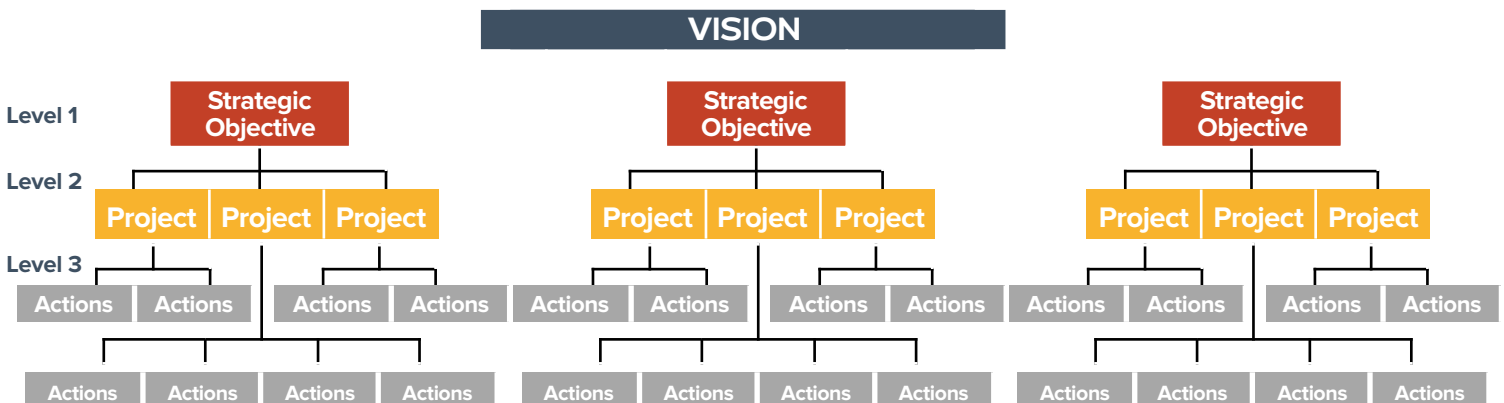 VISION
Level 1
Strategic
Objective
Strategic
Objective
Strategic
Objective
Level 2
Project Project Project
Project Project Project
Project Project Project
Level 3
Actions Actions Actions Actions
Actions Actions Actions Actions
Actions Actions Actions Actions
Actions Actions Actions Actions
Actions Actions Actions Actions
Actions Actions Actions Actions